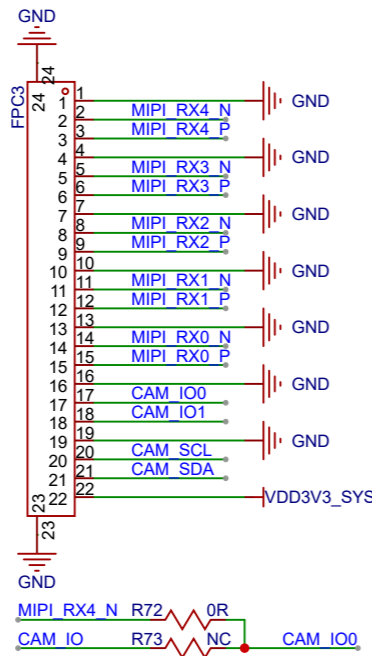 GND
24
FPC3
24
1 1 GND
2 2 MIPI_RX4_N
3 3 MIPI_RX4_P
4 4 GND
5 5 MIPI_RX3_N
6 6 MIPI_RX3_P
7 7 GND
8 8 MIPI_RX2_N
9 9 MIPI_RX2_P
10 10 GND
11 11 MIPI_RX1_N
12 12 MIPI_RX1_P
13 13 GND
14 14 MIPI_RX0_N
15 15 MIPI_RX0_P
16 16 GND
17 17 CAM_IO0
18 18 CAM_IO1
19 19 GND
20 20 CAM_SCL
21 21 CAM_SDA
22 22 VDD3V3_SYS
23
23
GND
MIPI_RX4_N R72 0R
CAM_IO R73 NC CAM_IO0